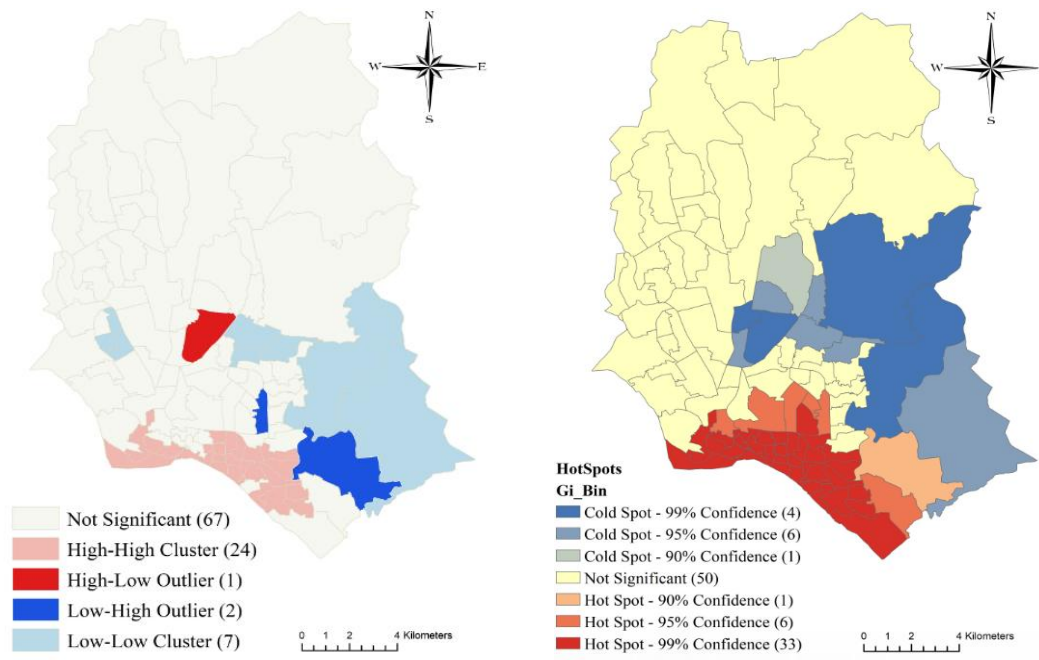 N
W E
S
Not Significant (67)
High-High Cluster (24)
High-Low Outlier (1)
Low-High Outlier (2)
Low-Low Cluster (7)
0 1 2 4 Kilometers
N
W
S
HotSpots
Gi_Bin
Cold Spot - 99% Confidence (4)
Cold Spot - 95% Confidence (6)
Cold Spot - 90% Confidence (1)
Not Significant (50)
Hot Spot - 90% Confidence (1)
Hot Spot - 95% Confidence (6)
Hot Spot - 99% Confidence (33)
0 1 2 4 Kilometers